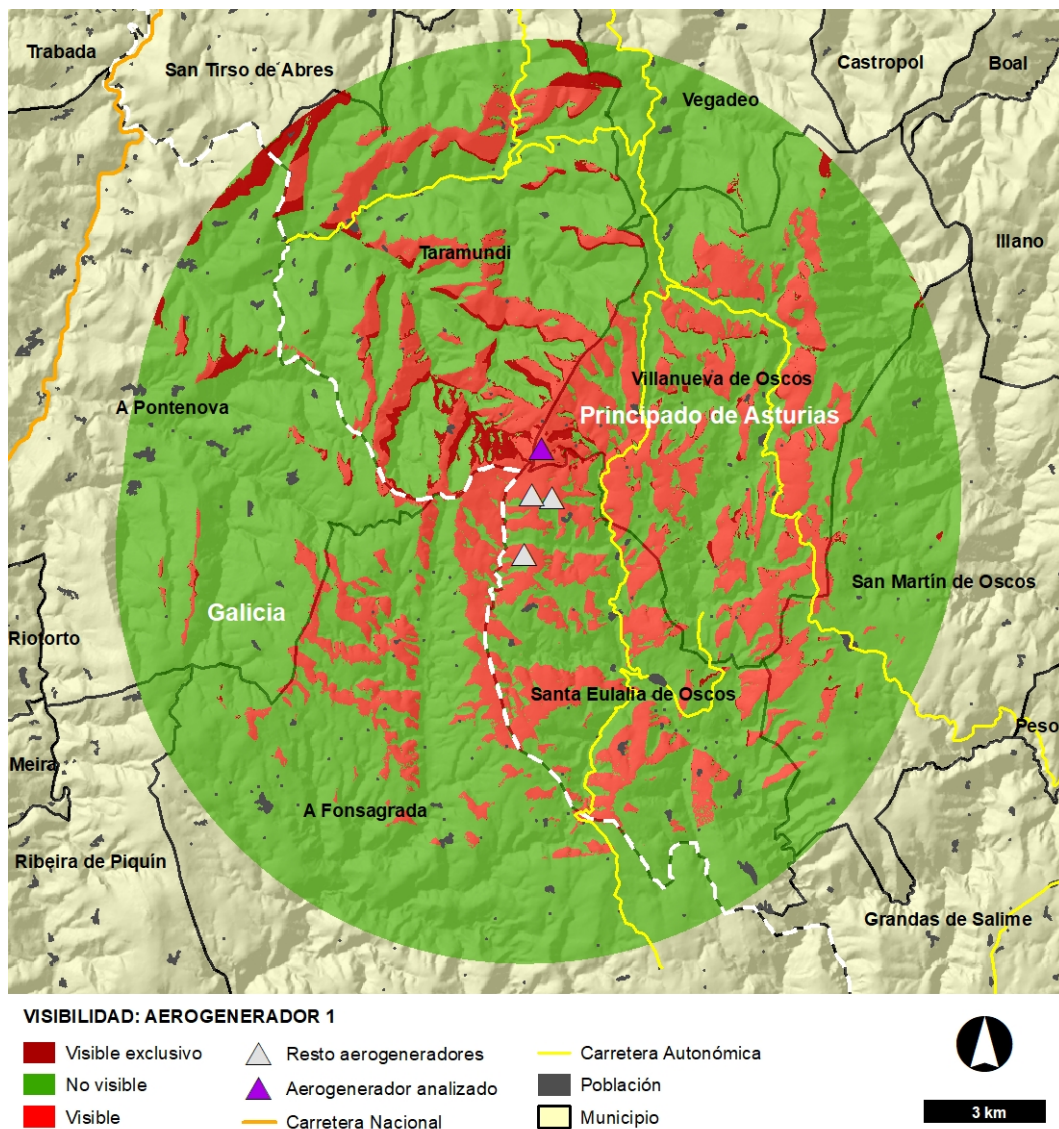 Trabada
San Tirso de Abres
Castropol
Boal
Vegadeo
Illano
Taramundi
Villanueva de Oscos
A Pontenova
Principado de Asturias
San Martín de Oscos
Galicia
Riotorto
Santa Eulalia de Oscos
Peso
Meira
A Fonsagrada
Ribeira de Piquín
Grandas de Salime
VISIBILIDAD: AEROGENERADOR 1
Visible exclusivo
No visible
Visible
Resto aerogeneradores
Aerogenerador analizado
Carretera Nacional
Carretera Autonómica
Población
Municipio
3 km